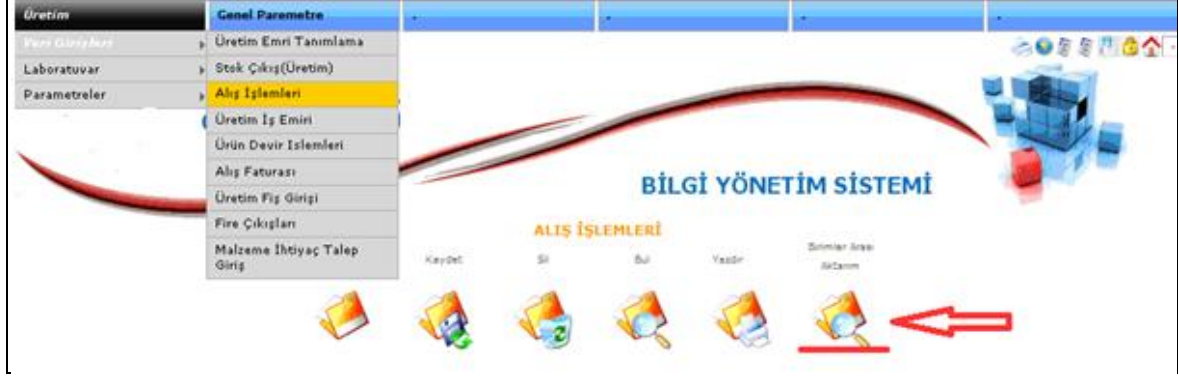 Üretim
Genel Paremetre
Veri Girişleri
Üretim Emri Tanımlama
Laboratuvar
Stok Çıkış(Üretim)
Parametreler
Alış İşlemleri
Üretim İş Emiri
Ürün Devir Islemleri
Alış Faturası
Üretim Fiş Girişi
Fire Çıkışları
Malzeme İhtiyaç Talep
Giriş
BİLGİ YÖNETİM SİSTEMİ
ALIŞ İŞLEMLERİ
Kaydet
Sil
Bul
Yazdır
Birimler Arası
Aktarım